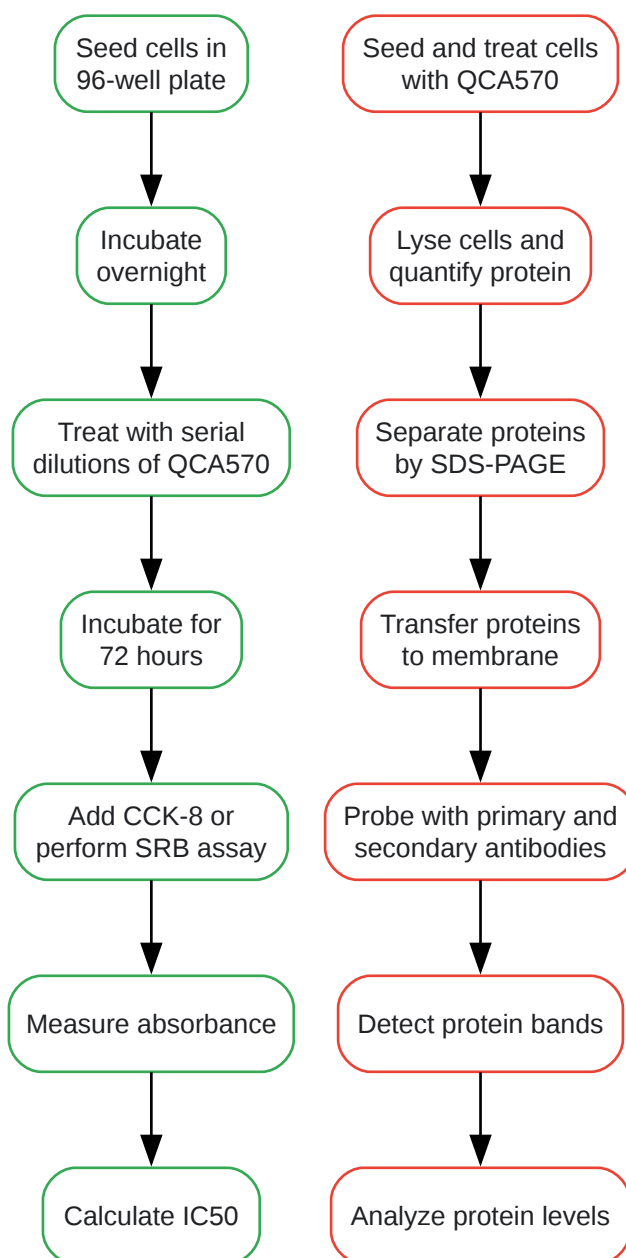 Seed cells in
96-well plate
Incubate
overnight
Treat with serial
dilutions of QCA570
Incubate for
72 hours
Add CCK-8 or
perform SRB assay
Measure absorbance
Calculate IC50
Seed and treat cells
with QCA570
Lyse cells and
quantify protein
Separate proteins
by SDS-PAGE
Transfer proteins
to membrane
Probe with primary and
secondary antibodies
Detect protein bands
Analyze protein levels